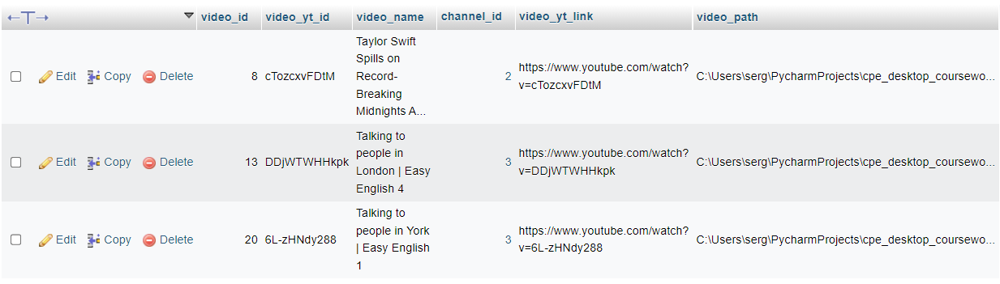 video_id video_yt_id video_name channel_id video_yt_link video_path
Edit Copy Delete 8 cTozcxvFDtM Taylor Swift
Spills on
Record-
Breaking
Midnights A... 2 https://www.youtube.com/watch?
v=cTozcxvFDtM C:\Users\serg\PycharmProjects\cpe_desktop_coursewo...
Edit Copy Delete 13 DDjWTWHHkpk Talking to
people in
London | Easy
English 4 3 https://www.youtube.com/watch?
v=DDjWTWHHkpk C:\Users\serg\PycharmProjects\cpe_desktop_coursewo...
Edit Copy Delete 20 6L-zHNdy288 Talking to
people in York
| Easy English
1 3 https://www.youtube.com/watch?
v=6L-zHNdy288 C:\Users\serg\PycharmProjects\cpe_desktop_coursewo...